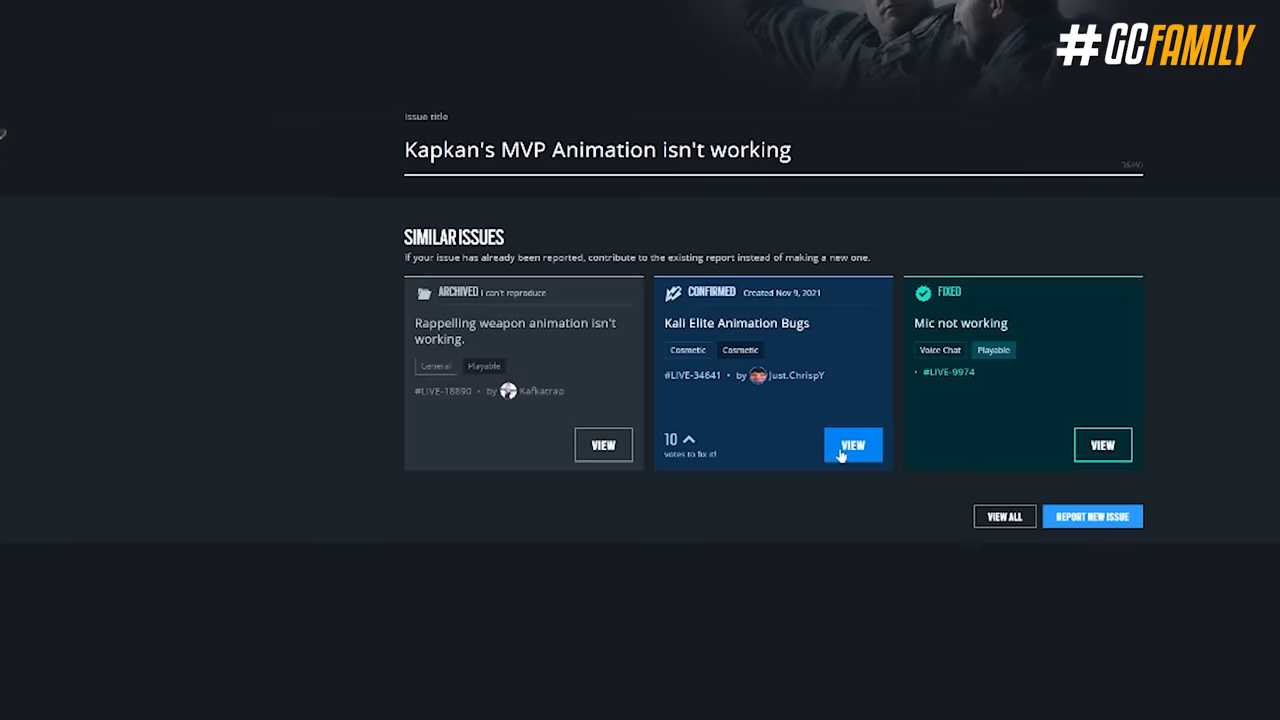 #GCFAMILY
Issue title
Kapkan's MVP Animation isn't working
SIMILAR ISSUES
If your issue has already been reported, contribute to the existing report instead of making a new one.
ARCHIVED I can't reproduce
Rappelling weapon animation isn't
working.
General Playable
#LIVE-18890 • by Kafkatrap
VIEW
CONFIRMED Created Nov 9, 2021
Kali Elite Animation Bugs
Cosmetic Cosmetic
#LIVE-34641 • by Just.ChrispY
10
votes to fix it!
VIEW
FIXED
Mic not working
Voice Chat Playable
• #LIVE-9974
VIEW
VIEW ALL REPORT NEW ISSUE